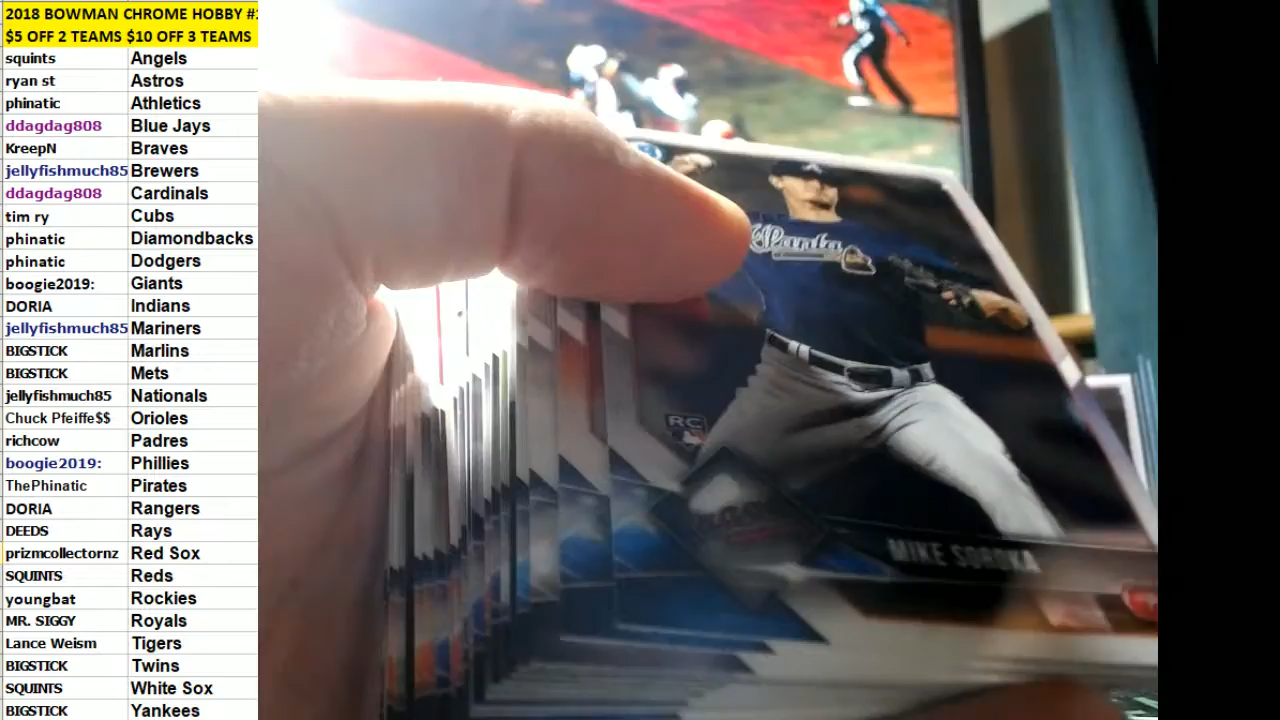 2018 BOWMAN CHROME HOBBY #
$5 OFF 2 TEAMS $10 OFF 3 TEAMS
squints Angels
ryan st Astros
phinatic Athletics
ddagdag808 Blue Jays
KreepN Braves
jellyfishmuch85 Brewers
ddagdag808 Cardinals
tim ry Cubs
phinatic Diamondbacks
phinatic Dodgers
boogie2019: Giants
DORIA Indians
jellyfishmuch85 Mariners
BIGSTICK Marlins
BIGSTICK Mets
jellyfishmuch85 Nationals
Chuck Pfeiffe$$ Orioles
richcow Padres
boogie2019: Phillies
ThePhinatic Pirates
DORIA Rangers
DEEDS Rays
prizmcollectornz Red Sox
SQUINTS Reds
youngbat Rockies
MR. SIGGY Royals
Lance Weism Tigers
BIGSTICK Twins
SQUINTS White Sox
BIGSTICK Yankees
Atlanta
RC
MIKE SOROKA